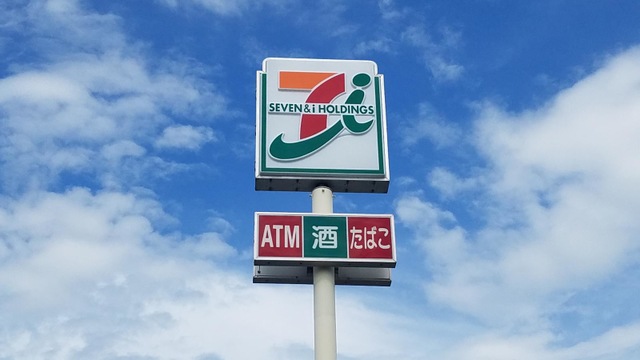 SEVEN & i HOLDINGS
ATM 酒 たばこ